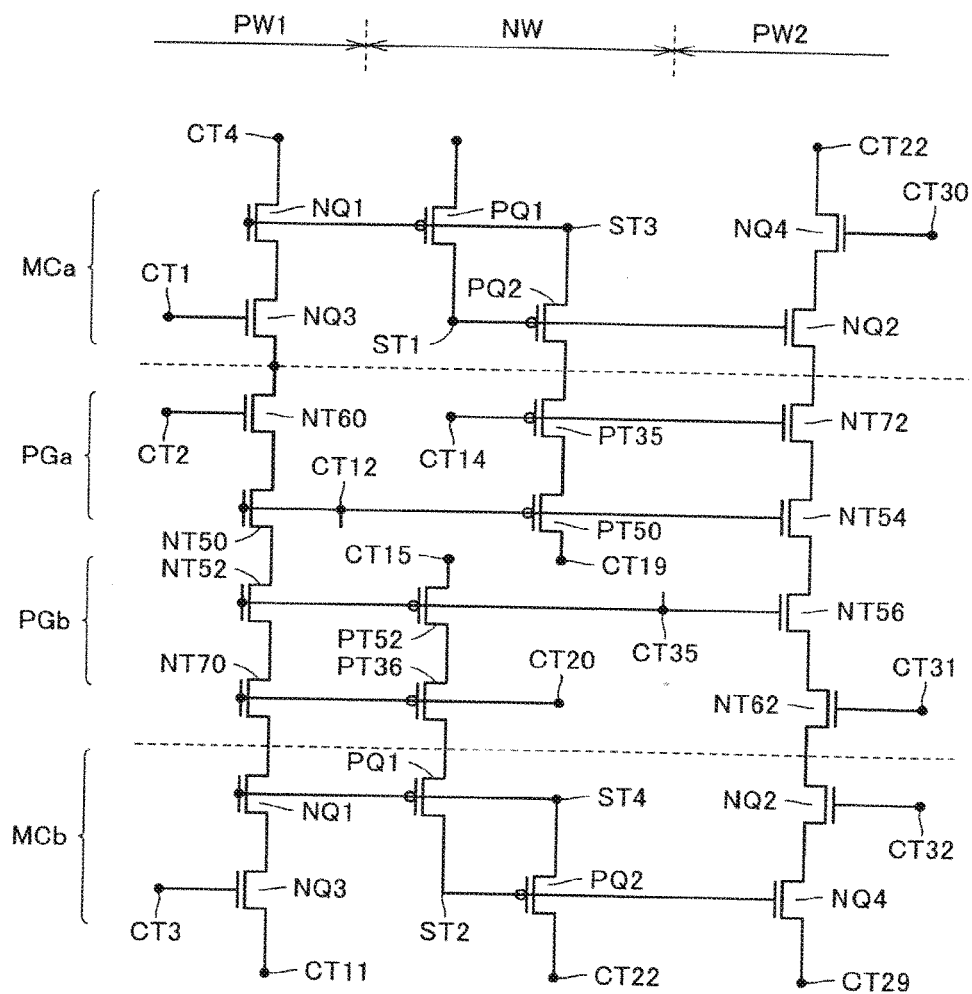 PW1 NW PW2
CT4 CT22
CT30
NQ1 PQ1 ST3 NQ4
MCa
CT1 PQ2
NQ3 ST1 NQ2
NT60 PT35 NT72
PGa CT2 CT14
CT12
NT50 PT50 NT54
NT52 CT15 CT19
PGb NT56
PT52 CT35
NT70 PT36 CT20 CT31
NT62
PQ1
NQ1 ST4 NQ2
MCb CT32
NQ3 PQ2 NQ4
CT3 ST2
CT11 CT22 CT29